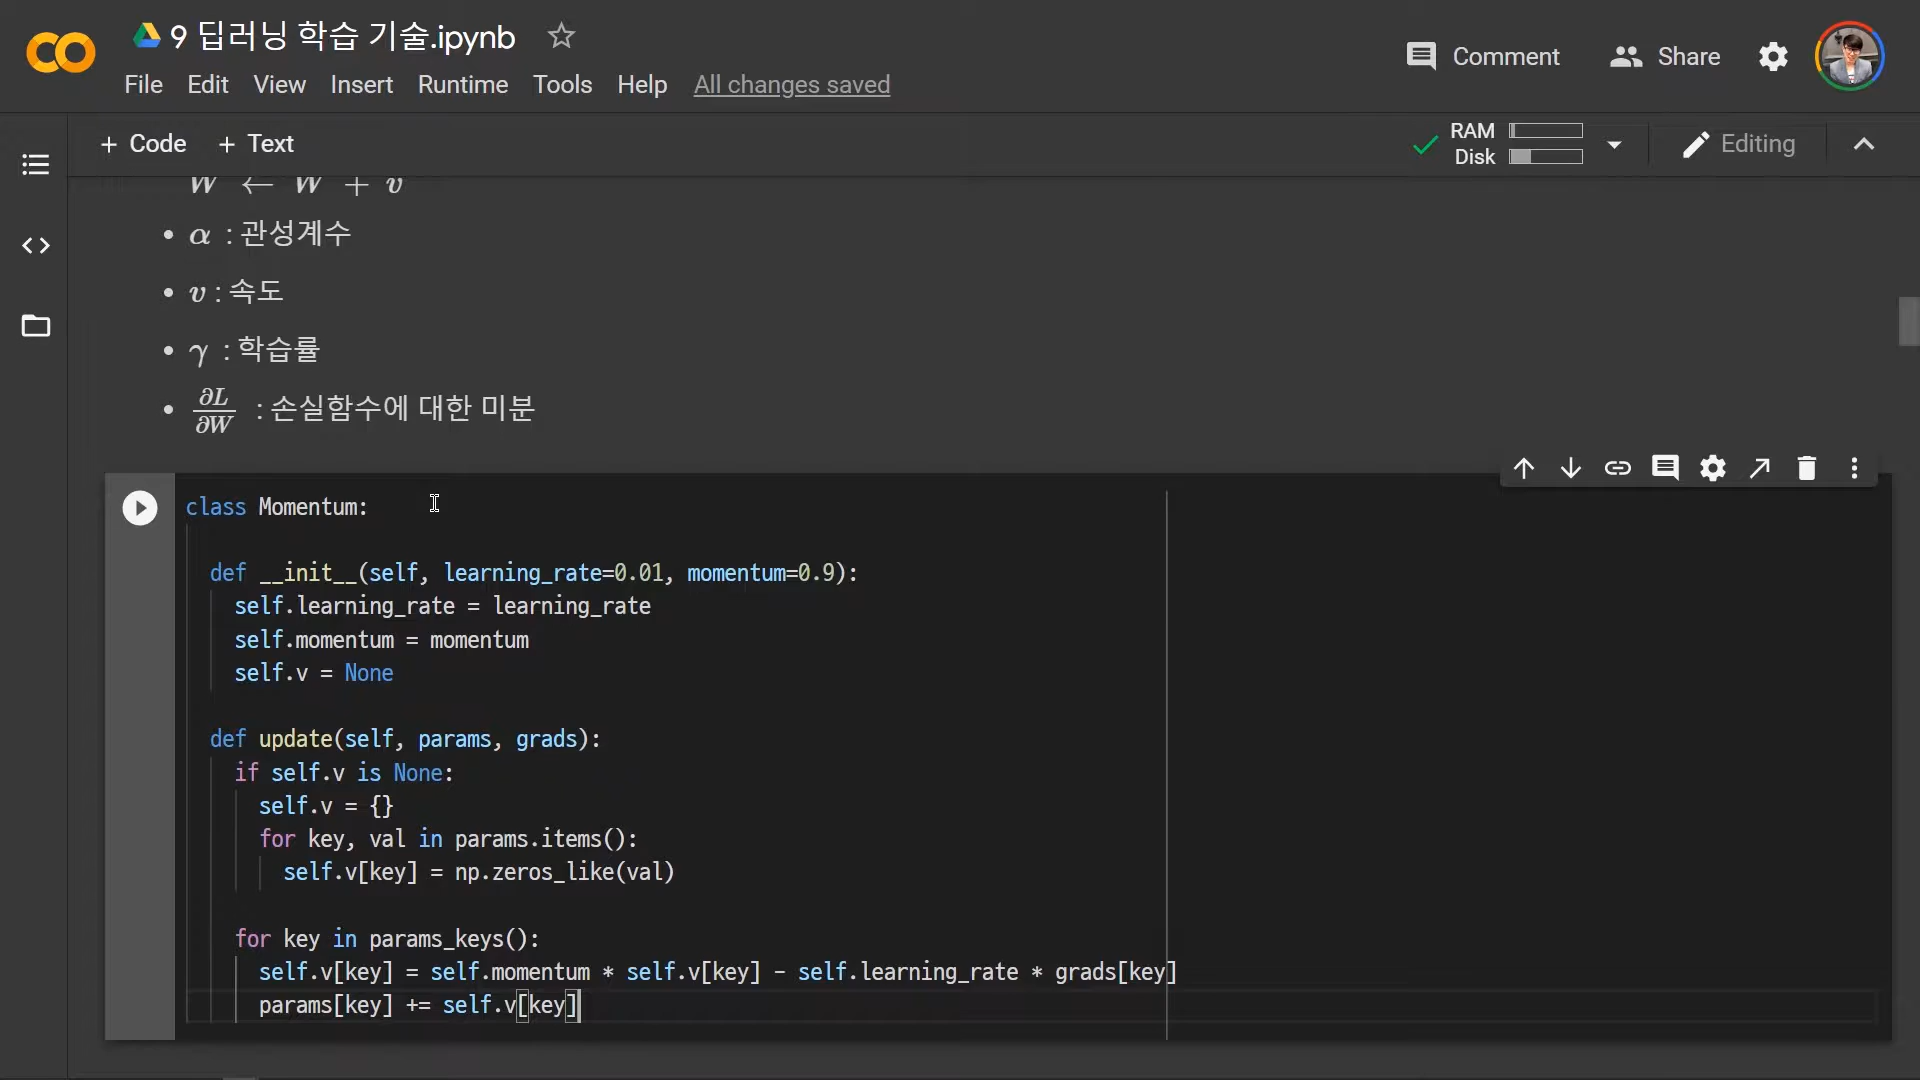 CO
9 딥러닝 학습 기술.ipynb
Comment Share
File Edit View Insert Runtime Tools Help All changes saved
+ Code + Text
RAM
Disk
Editing
W ← W + v
• α : 관성계수
• v : 속도
• γ : 학습률
• ∂L/∂W : 손실함수에 대한 미분
class Momentum:
def __init__(self, learning_rate=0.01, momentum=0.9):
self.learning_rate = learning_rate
self.momentum = momentum
self.v = None
def update(self, params, grads):
if self.v is None:
self.v = {}
for key, val in params.items():
self.v[key] = np.zeros_like(val)
for key in params_keys():
self.v[key] = self.momentum * self.v[key] - self.learning_rate * grads[key]
params[key] += self.v[key]